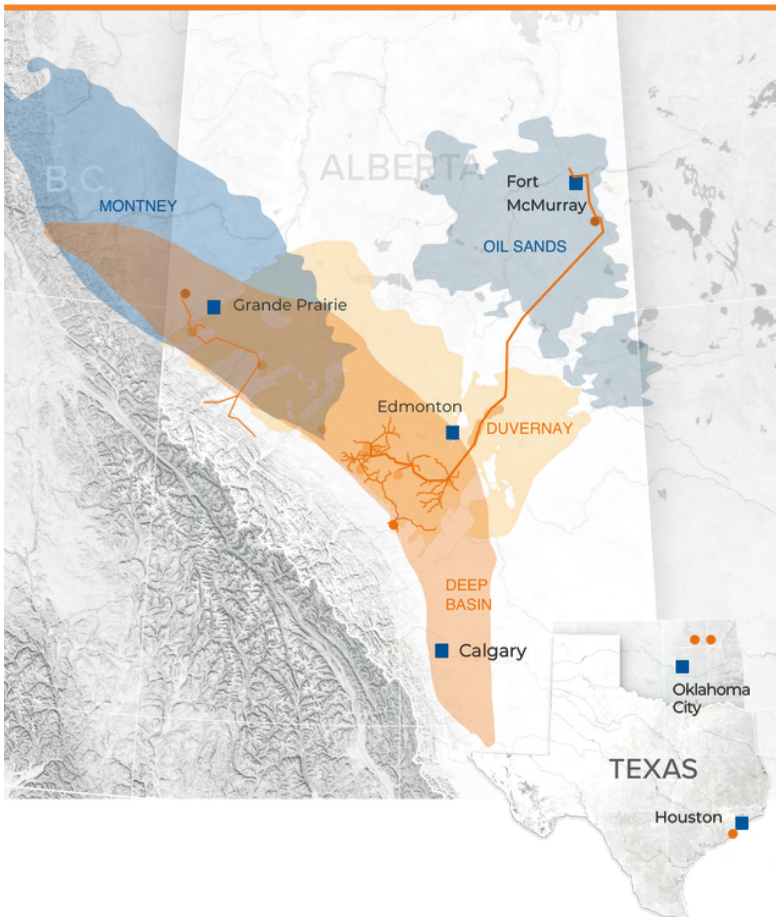 ALBERTA
B.C.
Fort
McMurray
MONTNEY
OIL SANDS
Grande Prairie
Edmonton
DUVERNAY
DEEP
BASIN
Calgary
Oklahoma
City
TEXAS
Houston